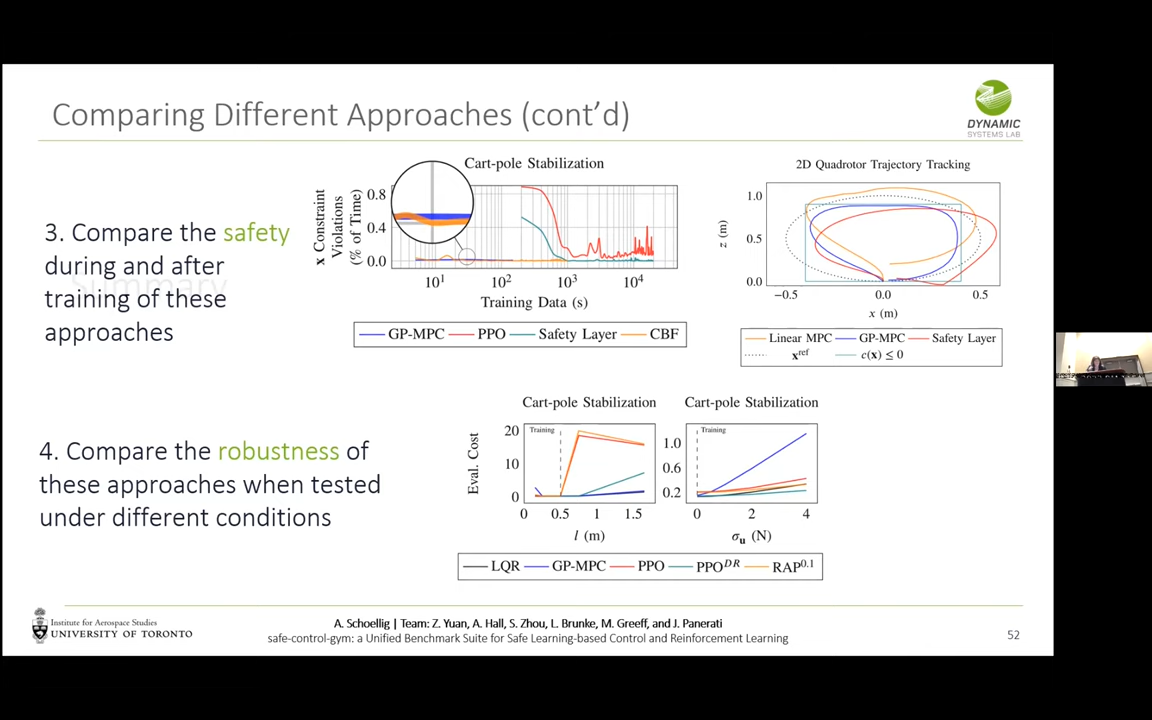 Comparing Different Approaches (cont'd)
DYNAMIC
SYSTEMS LAB
3. Compare the safety
during and after
training of these
approaches
Summary
Cart-pole Stabilization
x Constraint
Violations
(% of Time)
0.8
0.4
0.0
10¹ 10² 10³ 10⁴
Training Data (s)
GP-MPC PPO Safety Layer CBF
2D Quadrotor Trajectory Tracking
z (m)
1.0
0.5
0.0
−0.5 0.0 0.5
x (m)
Linear MPC GP-MPC Safety Layer
x^ref c(x) ≤ 0
4. Compare the robustness of
these approaches when tested
under different conditions
Cart-pole Stabilization
Eval. Cost
20
10
0
Training
0 0.5 1 1.5
l (m)
Cart-pole Stabilization
1.0
0.6
0.2
Training
0 2 4
σ_u (N)
LQR GP-MPC PPO PPO^DR RAP^0.1
Institute for Aerospace Studies
UNIVERSITY OF TORONTO
A. Schoellig | Team: Z. Yuan, A. Hall, S. Zhou, L. Brunke, M. Greeff, and J. Panerati
safe-control-gym: a Unified Benchmark Suite for Safe Learning-based Control and Reinforcement Learning
52